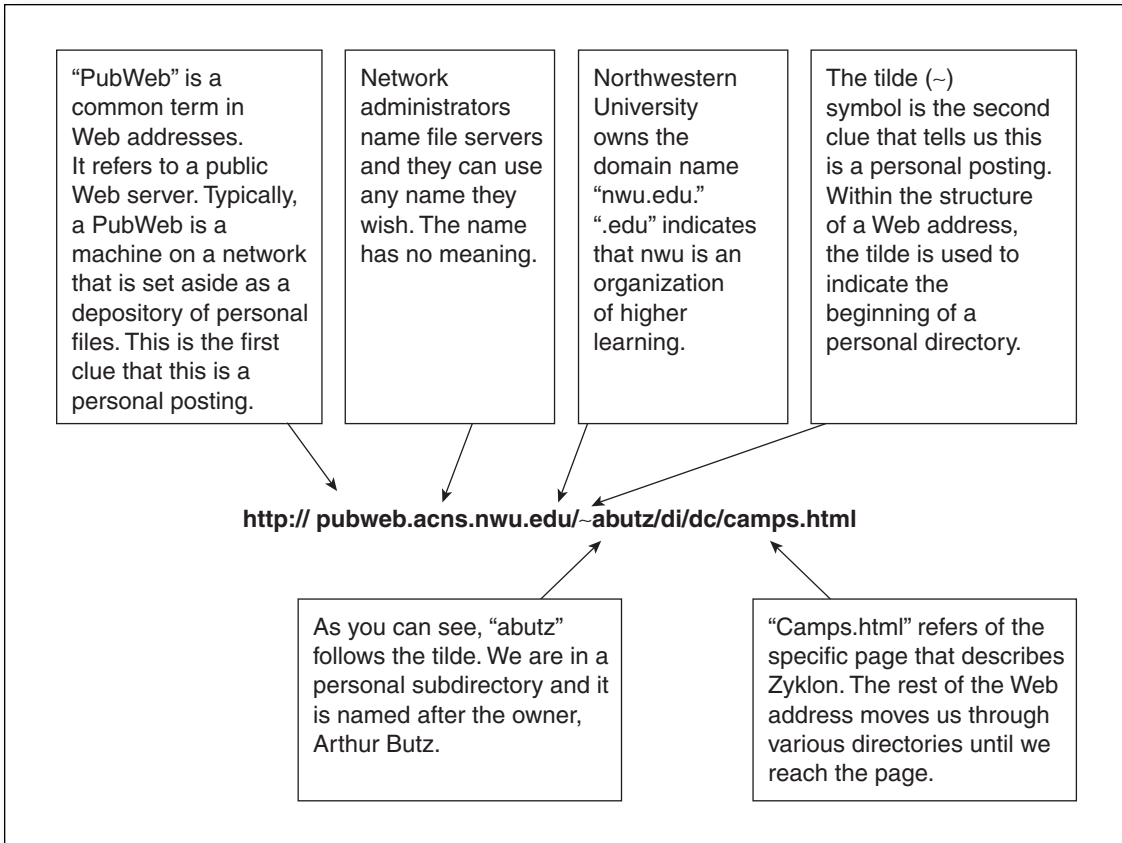 “PubWeb” is a
common term in
Web addresses.
It refers to a public
Web server. Typically,
a PubWeb is a
machine on a network
that is set aside as a
depository of personal
files. This is the first
clue that this is a
personal posting.
Network
administrators
name file servers
and they can use
any name they
wish. The name
has no meaning.
Northwestern
University
owns the
domain name
“nwu.edu.”
“.edu” indicates
that nwu is an
organization
of higher
learning.
The tilde (~)
symbol is the second
clue that tells us this
is a personal posting.
Within the structure
of a Web address,
the tilde is used to
indicate the
beginning of a
personal directory.
http:// pubweb.acns.nwu.edu/~abutz/di/dc/camps.html
As you can see, “abutz”
follows the tilde. We are in a
personal subdirectory and it
is named after the owner,
Arthur Butz.
“Camps.html” refers of the
specific page that describes
Zyklon. The rest of the Web
address moves us through
various directories until we
reach the page.